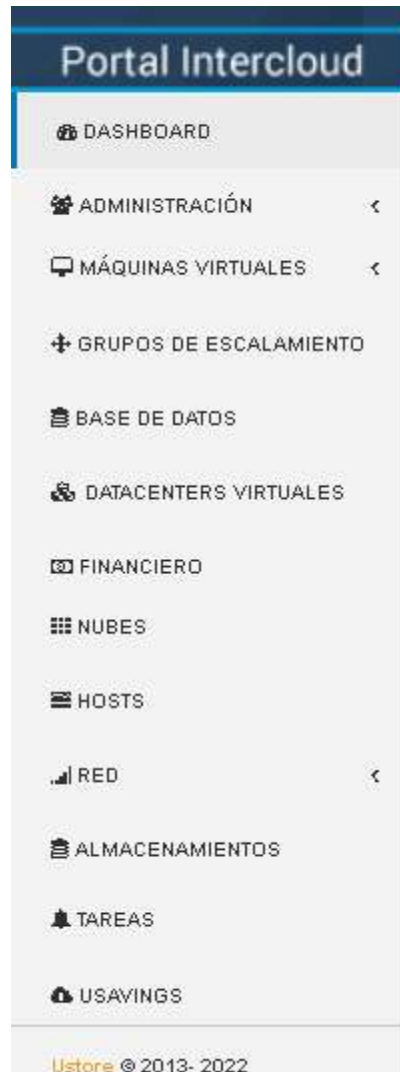 Portal Intercloud
DASHBOARD
ADMINISTRACIÓN
MÁQUINAS VIRTUALES
GRUPOS DE ESCALAMIENTO
BASE DE DATOS
DATACENTERS VIRTUALES
FINANCIERO
NUBES
HOSTS
RED
ALMACENAMIENTOS
TAREAS
USAVINGS
Ustore © 2013- 2022